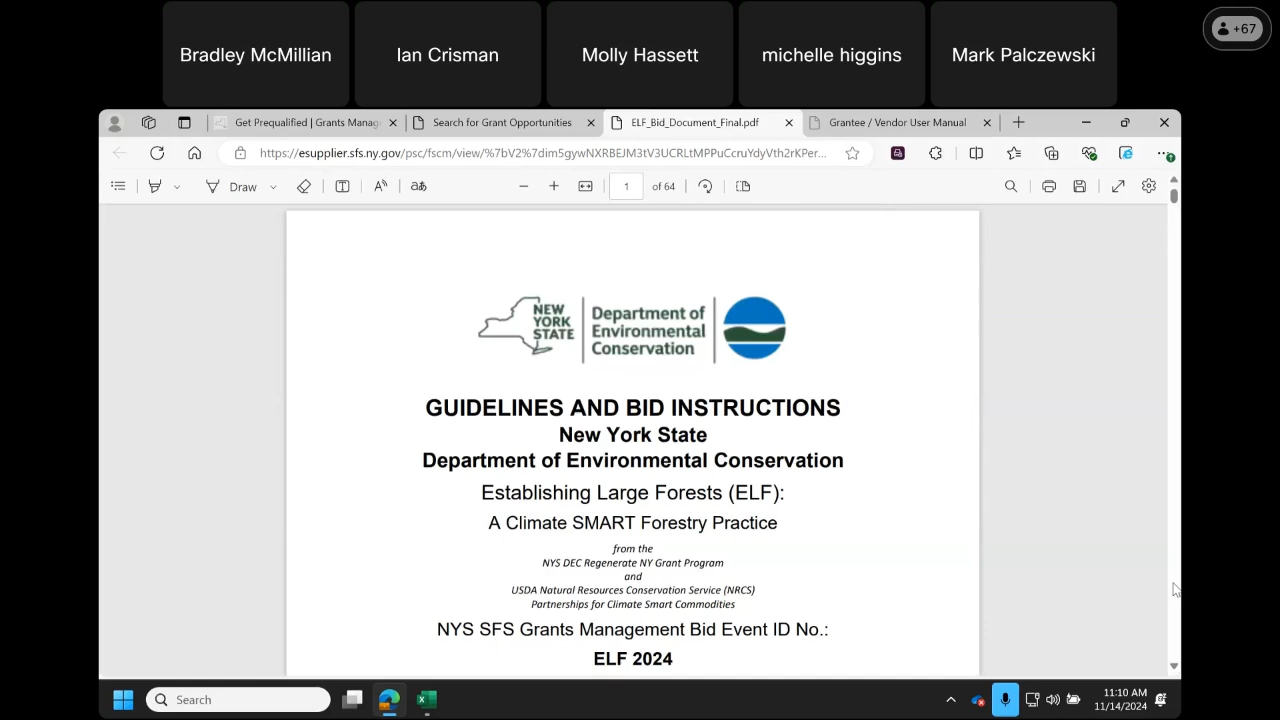 Bradley McMillian
Ian Crisman
Molly Hassett
michelle higgins
Mark Palczewski
+67
Get Prequalified | Grants Manag
Search for Grant Opportunities
ELF_Bid_Document_Final.pdf
Grantee / Vendor User Manual
https://esupplier.sfs.ny.gov/psc/fscm/view/%7bV2%7dim5gywNXRBEJM3tV3UCRLtMPPuCcruYdyVth2rKPer...
Draw
aあ
1
of 64
NEW
YORK
STATE
Department of
Environmental
Conservation
GUIDELINES AND BID INSTRUCTIONS
New York State
Department of Environmental Conservation
Establishing Large Forests (ELF):
A Climate SMART Forestry Practice
from the
NYS DEC Regenerate NY Grant Program
and
USDA Natural Resources Conservation Service (NRCS)
Partnerships for Climate Smart Commodities
NYS SFS Grants Management Bid Event ID No.:
ELF 2024
Search
11:10 AM
11/14/2024